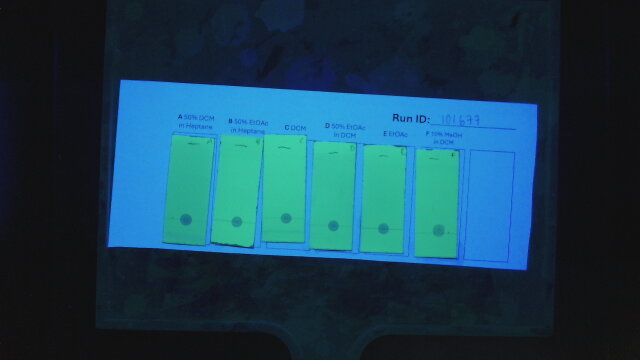 Run ID: 101677
A 50% DCM
in Heptane
B 50% EtOAc
in Heptane
C DCM
D 50% EtOAc
in DCM
E EtOAc
F 10% MeOH
in DCM